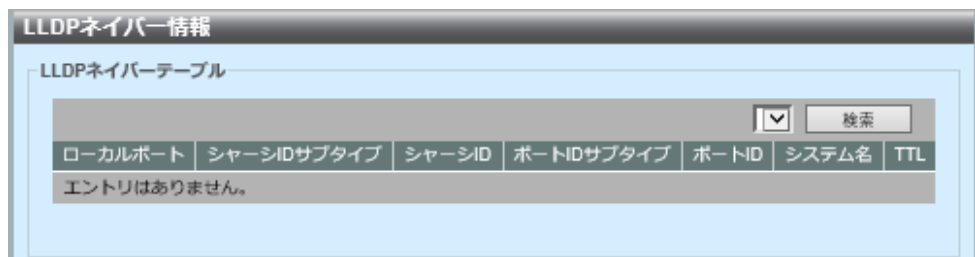 LLDPネイバー情報
LLDPネイバーテーブル
検索
ローカルポート シャーシIDサブタイプ シャーシID ポートIDサブタイプ ポートID システム名 TTL
エントリはありません。